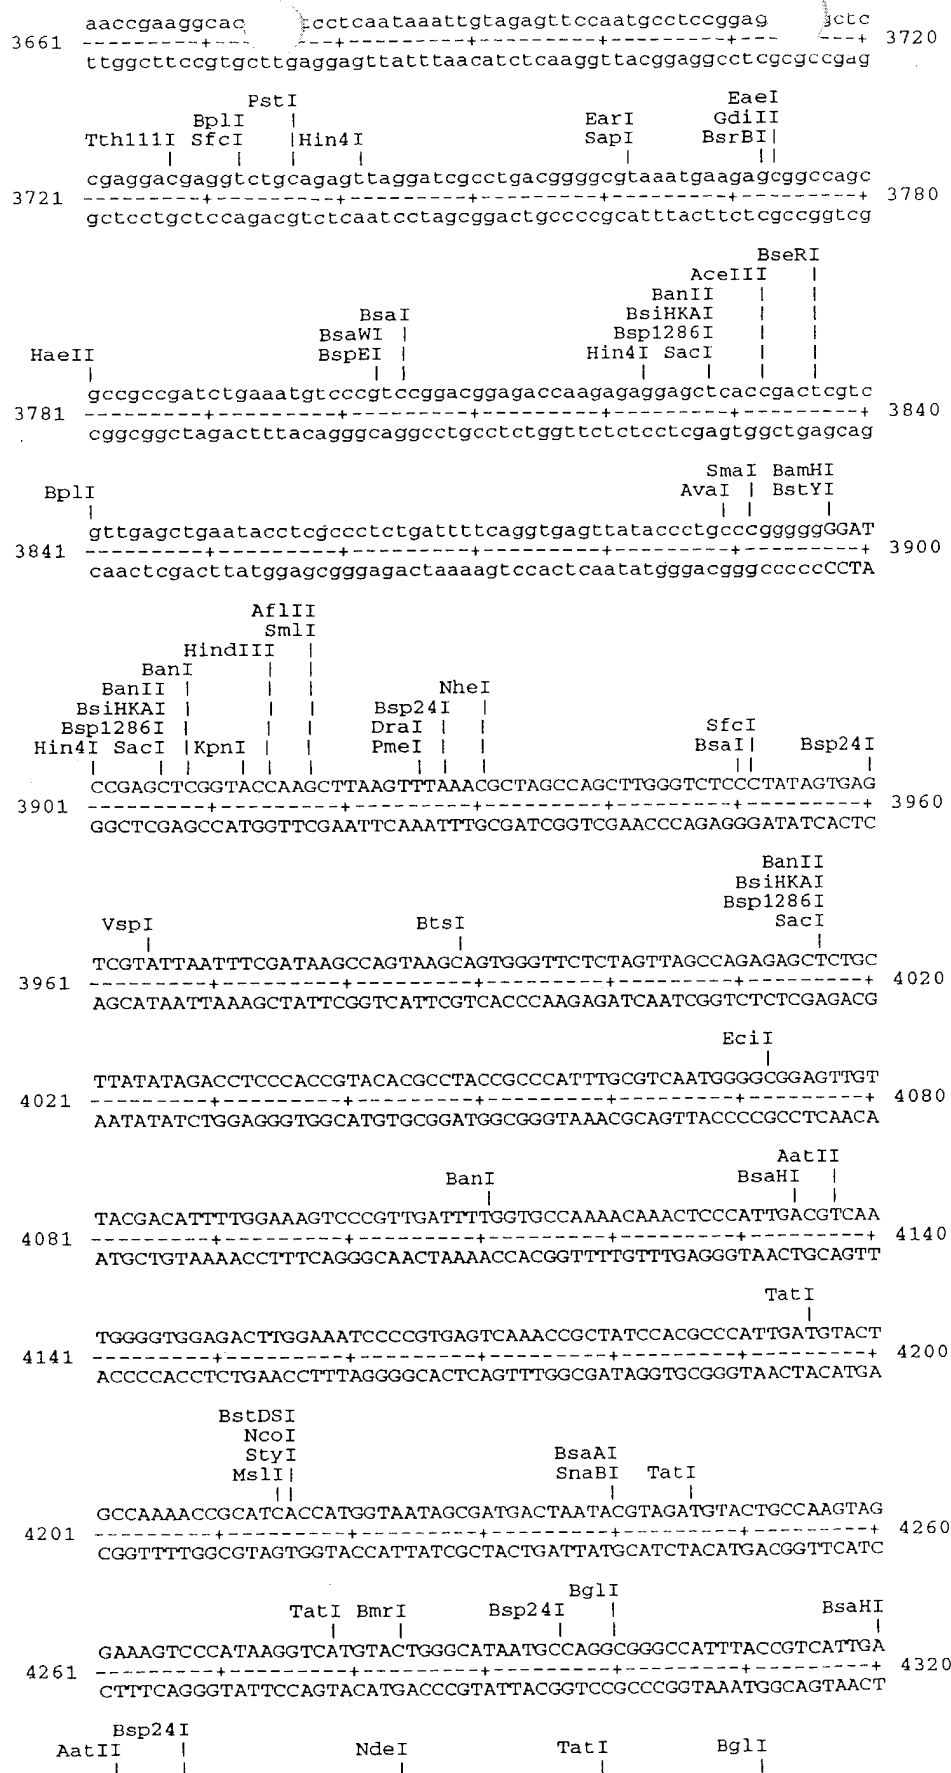 aaccgaaggcac tcctcaataaattgtagagttccaatgcctccggag gctc
3661 ---------+---------+---------+---------+---------+---------+ 3720
ttggcttccgtgcttgaggagttatttaacatctcaaggttacggaggcctcgcgccgag
PstI EaeI
BplI | EarI GdiII
Tth111I SfcI | |Hin4I SapI BsrBI|
| | | | | ||
cgaggacgaggtctgcagagttaggatcgcctgacggggcgtaaatgaagagcggccagc
3721 ---------+---------+---------+---------+---------+---------+ 3780
gctcctgctccagacgtctcaatcctagcggactgccccgcatttacttctcgccggtcg
BseRI
AceIII |
BanII | |
BsaI BsiHKAI | |
BsaWI | Bsp1286I | |
HaeII BspEI | Hin4I SacI | |
| | | | | | |
gccgccgatctgaaatgtcccgtccggacggagaccaagagaggagctcaccgactcgtc
3781 ---------+---------+---------+---------+---------+---------+ 3840
cggcggctagactttacagggcaggcctgcctctggttctctcctcgagtggctgagcag
SmaI BamHI
BplI AvaI | BstYI
| | | |
gttgagctgaatacctcgccctctgattttcaggtgagttataccctgcccgggggGGAT
3841 ---------+---------+---------+---------+---------+---------+ 3900
caactcgacttatggagcgggagactaaaagtccactcaatatgggacgggcccccCCTA
AflII
SmlI
HindIII |
BanI | |
BanII | | | NheI
BsiHKAI | | | Bsp24I |
Bsp1286I | | | DraI | | SfcI
Hin4I SacI |KpnI | | PmeI | | BsaI| Bsp24I
| | | | | | | | | || |
CCGAGCTCGGTACCAAGCTTAAGTTTAAACGCTAGCCAGCTTGGGTCTCCCTATAGTGAG
3901 ---------+---------+---------+---------+---------+---------+ 3960
GGCTCGAGCCATGGTTCGAATTCAAATTTGCGATCGGTCGAACCCAGAGGGATATCACTC
BanII
BsiHKAI
Bsp1286I
VspI BtsI SacI
| | |
TCGTATTAATTTCGATAAGCCAGTAAGCAGTGGGTTCTCTAGTTAGCCAGAGAGCTCTGC
3961 ---------+---------+---------+---------+---------+---------+ 4020
AGCATAATTAAAGCTATTCGGTCATTCGTCACCCAAGAGATCAATCGGTCTCTCGAGACG
EciI
|
TTATATAGACCTCCCACCGTACACGCCTACCGCCCATTTGCGTCAATGGGGCGGAGTTGT
4021 ---------+---------+---------+---------+---------+---------+ 4080
AATATATCTGGAGGGTGGCATGTGCGGATGGCGGGTAAACGCAGTTACCCCGCCTCAACA
AatII
BanI BsaHI |
| | |
TACGACATTTTGGAAAGTCCCGTTGATTTTGGTGCCAAAACAAACTCCCATTGACGTCAA
4081 ---------+---------+---------+---------+---------+---------+ 4140
ATGCTGTAAAACCTTTCAGGGCAACTAAAACCACGGTTTTGTTTGAGGGTAACTGCAGTT
TatI
|
TGGGGTGGAGACTTGGAAATCCCCGTGAGTCAAACCGCTATCCACGCCCATTGATGTACT
4141 ---------+---------+---------+---------+---------+---------+ 4200
ACCCCACCTCTGAACCTTTAGGGGCACTCAGTTTGGCGATAGGTGCGGGTAACTACATGA
BstDSI
NcoI
StyI BsaAI
MslI| SnaBI TatI
|| | |
GCCAAAACCGCATCACCATGGTAATAGCGATGACTAATACGTAGATGTACTGCCAAGTAG
4201 ---------+---------+---------+---------+---------+---------+ 4260
CGGTTTTGGCGTAGTGGTACCATTATCGCTACTGATTATGCATCTACATGACGGTTCATC
BglI
TatI BmrI Bsp24I | BsaHI
| | | | |
GAAAGTCCCATAAGGTCATGTACTGGGCATAATGCCAGGCGGGCCATTTACCGTCATTGA
4261 ---------+---------+---------+---------+---------+---------+ 4320
CTTTCAGGGTATTCCAGTACATGACCCGTATTACGGTCCGCCCGGTAAATGGCAGTAACT
Bsp24I
AatII | NdeI TatI BglI
| | | | |